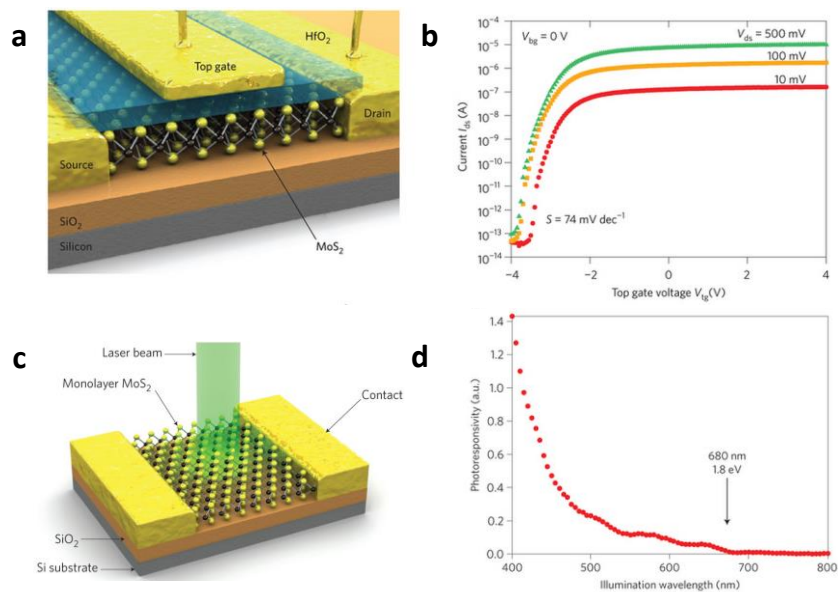 a
HfO₂
Top gate
Drain
Source
SiO₂
Silicon
MoS₂
b
V_bg = 0 V
V_ds = 500 mV
100 mV
10 mV
S = 74 mV dec⁻¹
Current I_ds (A)
10⁻⁴
10⁻⁵
10⁻⁶
10⁻⁷
10⁻⁸
10⁻⁹
10⁻¹⁰
10⁻¹¹
10⁻¹²
10⁻¹³
10⁻¹⁴
-4
-2
0
2
4
Top gate voltage V_tg(V)
c
Laser beam
Monolayer MoS₂
Contact
SiO₂
Si substrate
d
Photoresponsivity (a.u.)
1.4
1.2
1.0
0.8
0.6
0.4
0.2
0.0
680 nm
1.8 eV
400
500
600
700
800
Illumination wavelength (nm)